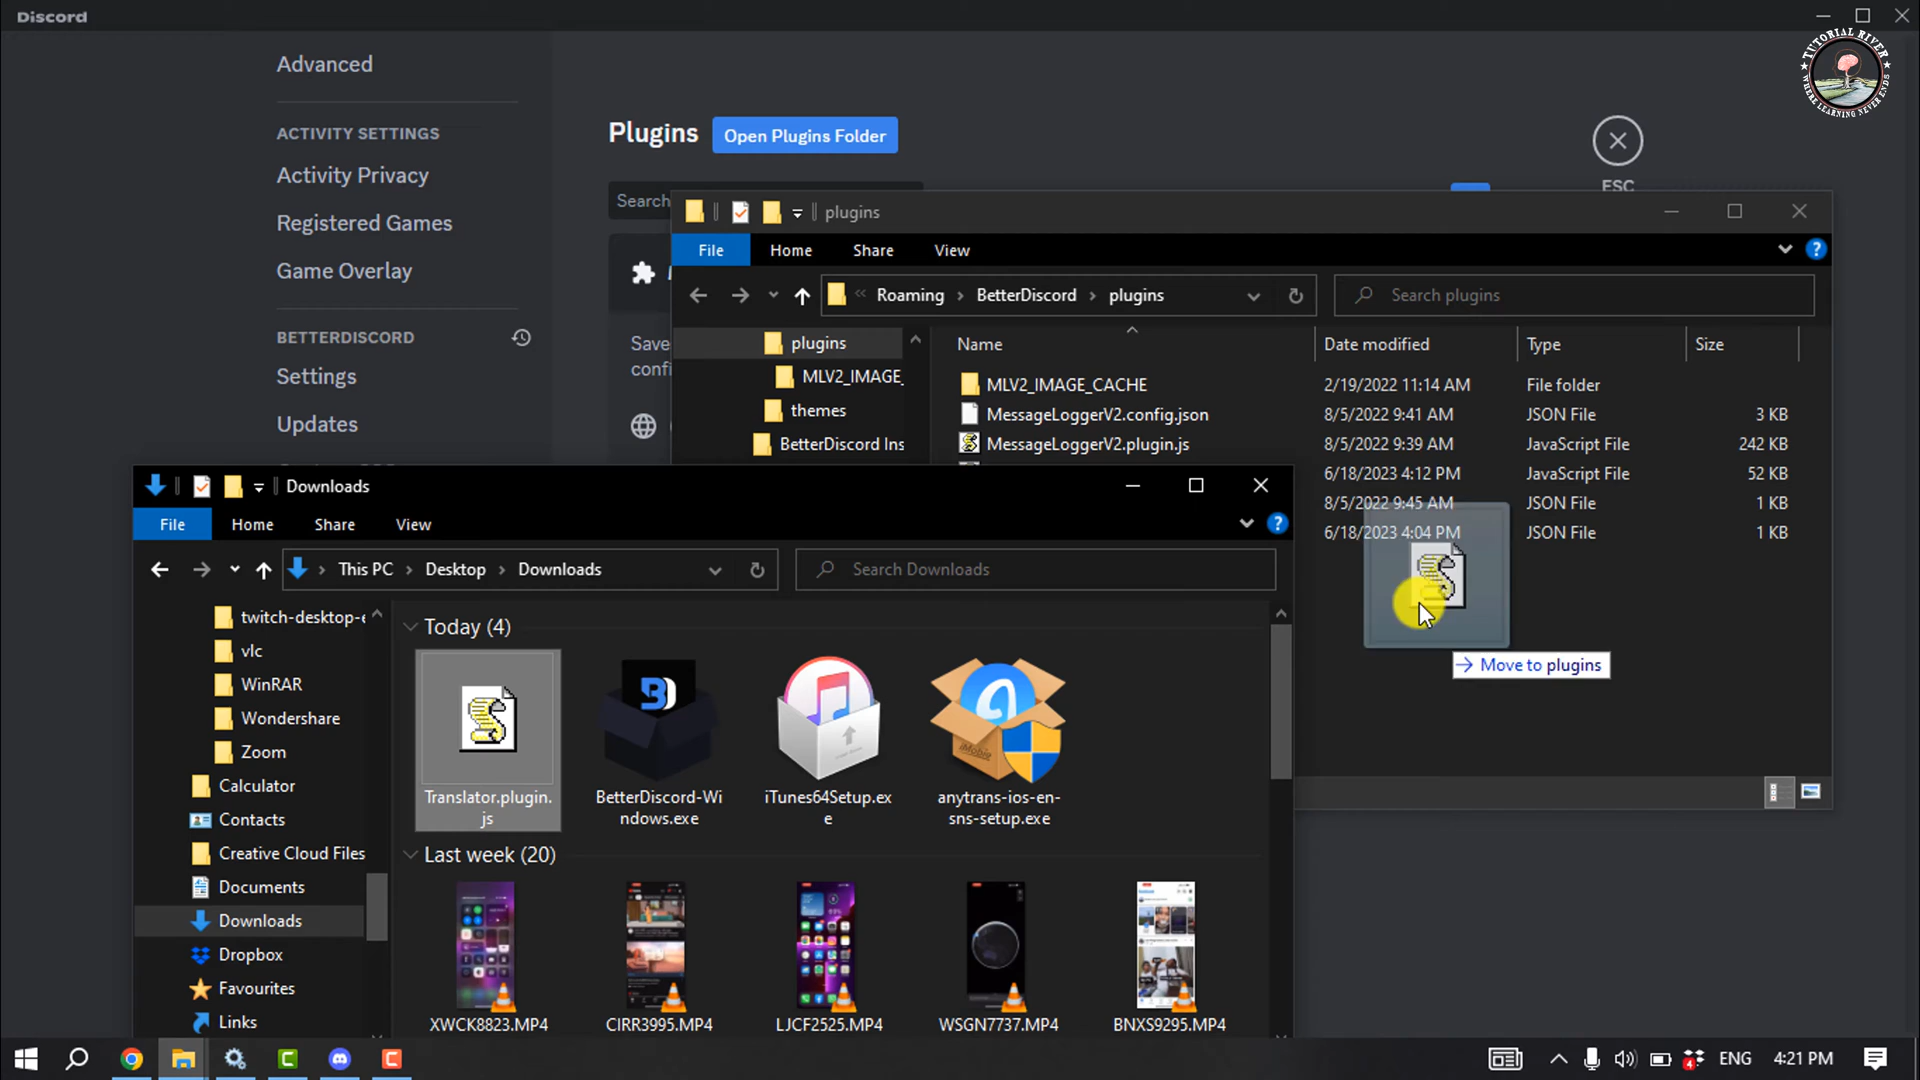 Discord
TUTORIAL RIVER
WHERE LEARNING NEVER ENDS
Advanced
ACTIVITY SETTINGS
Activity Privacy
Registered Games
Game Overlay
BETTERDISCORD
Settings
Updates
Plugins
Open Plugins Folder
ESC
Search
Save
confi
plugins
File Home Share View
Roaming BetterDiscord plugins
Search plugins
plugins
MLV2_IMAGE_
themes
BetterDiscord Ins
Name Date modified Type Size
MLV2_IMAGE_CACHE 2/19/2022 11:14 AM File folder
MessageLoggerV2.config.json 8/5/2022 9:41 AM JSON File 3 KB
MessageLoggerV2.plugin.js 8/5/2022 9:39 AM JavaScript File 242 KB
6/18/2023 4:12 PM JavaScript File 52 KB
8/5/2022 9:45 AM JSON File 1 KB
6/18/2023 4:04 PM JSON File 1 KB
Move to plugins
Downloads
File Home Share View
This PC Desktop Downloads
Search Downloads
twitch-desktop-e
vlc
WinRAR
Wondershare
Zoom
Calculator
Contacts
Creative Cloud Files
Documents
Downloads
Dropbox
Favourites
Links
Today (4)
Translator.plugin.
js
BetterDiscord-Wi
ndows.exe
iTunes64Setup.ex
e
anytrans-ios-en-
sns-setup.exe
Last week (20)
XWCK8823.MP4
CIRR3995.MP4
LJCF2525.MP4
WSGN7737.MP4
BNXS9295.MP4
4
ENG
4:21 PM